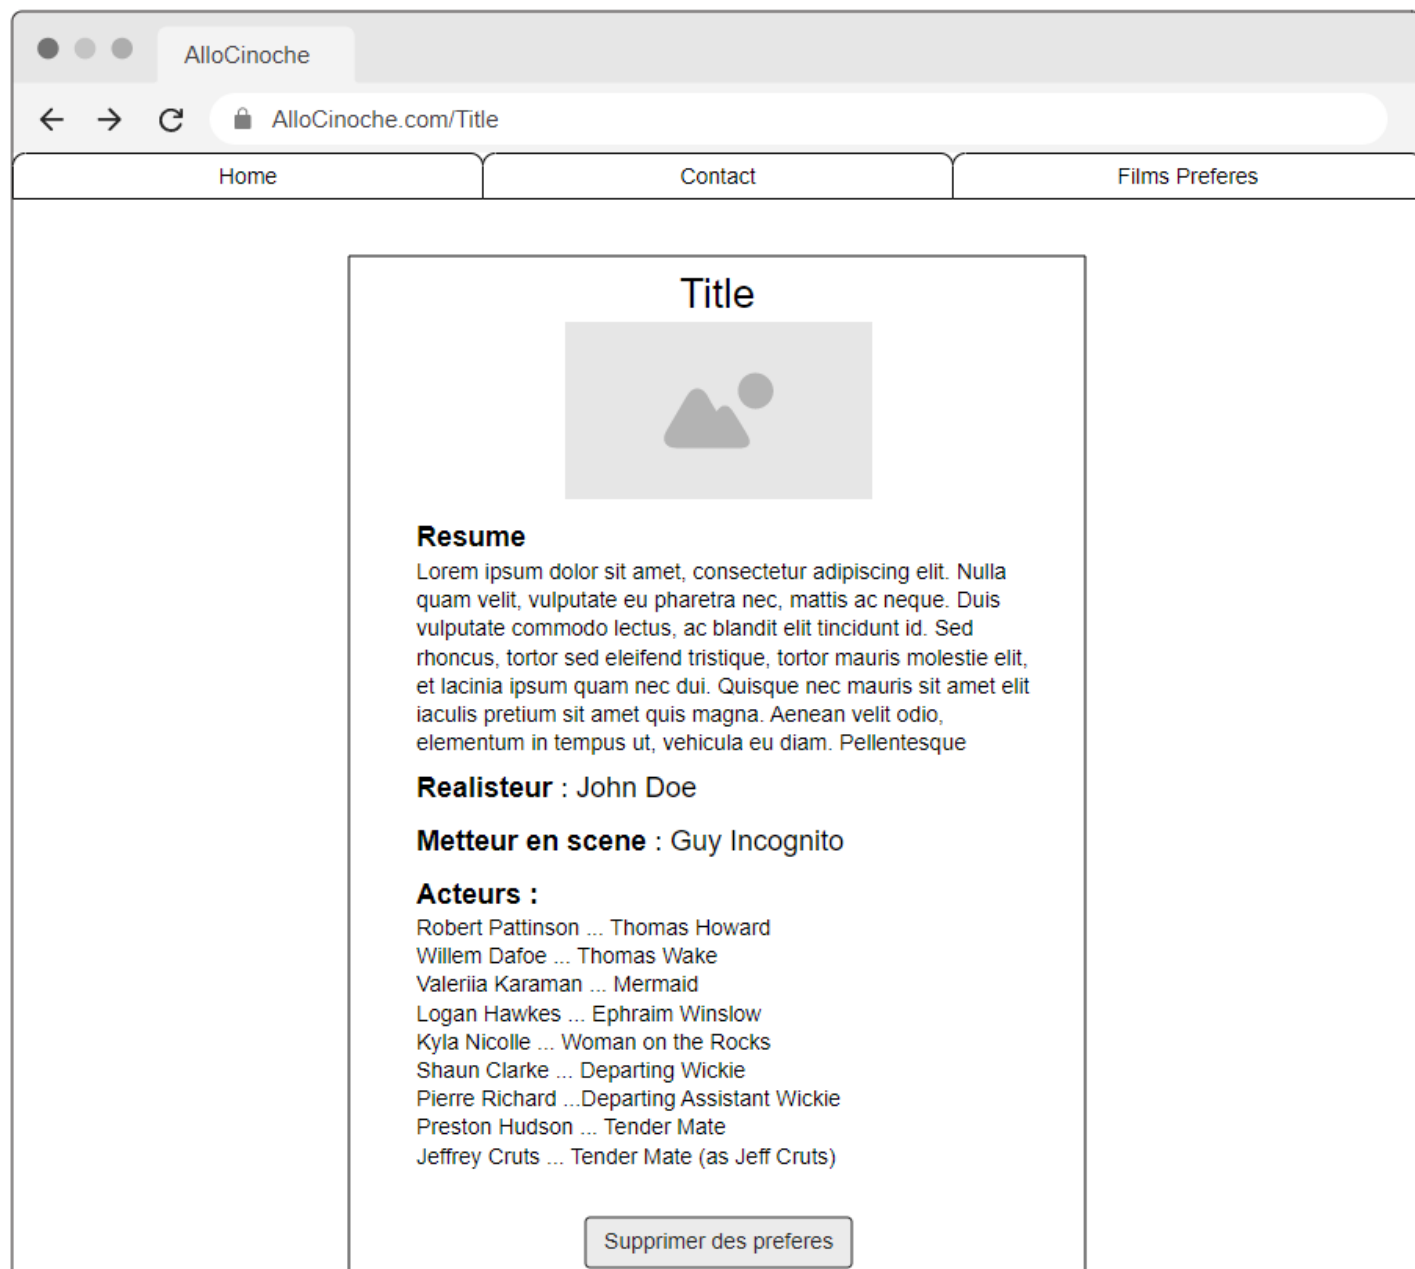 AlloCinoche
AlloCinoche.com/Title
Home
Contact
Films Preferes
Title
Resume
Lorem ipsum dolor sit amet, consectetur adipiscing elit. Nulla
quam velit, vulputate eu pharetra nec, mattis ac neque. Duis
vulputate commodo lectus, ac blandit elit tincidunt id. Sed
rhoncus, tortor sed eleifend tristique, tortor mauris molestie elit,
et lacinia ipsum quam nec dui. Quisque nec mauris sit amet elit
iaculis pretium sit amet quis magna. Aenean velit odio,
elementum in tempus ut, vehicula eu diam. Pellentesque
Realisteur : John Doe
Metteur en scene : Guy Incognito
Acteurs :
Robert Pattinson ... Thomas Howard
Willem Dafoe ... Thomas Wake
Valeriia Karaman ... Mermaid
Logan Hawkes ... Ephraim Winslow
Kyla Nicolle ... Woman on the Rocks
Shaun Clarke ... Departing Wickie
Pierre Richard ...Departing Assistant Wickie
Preston Hudson ... Tender Mate
Jeffrey Cruts ... Tender Mate (as Jeff Cruts)
Supprimer des preferes